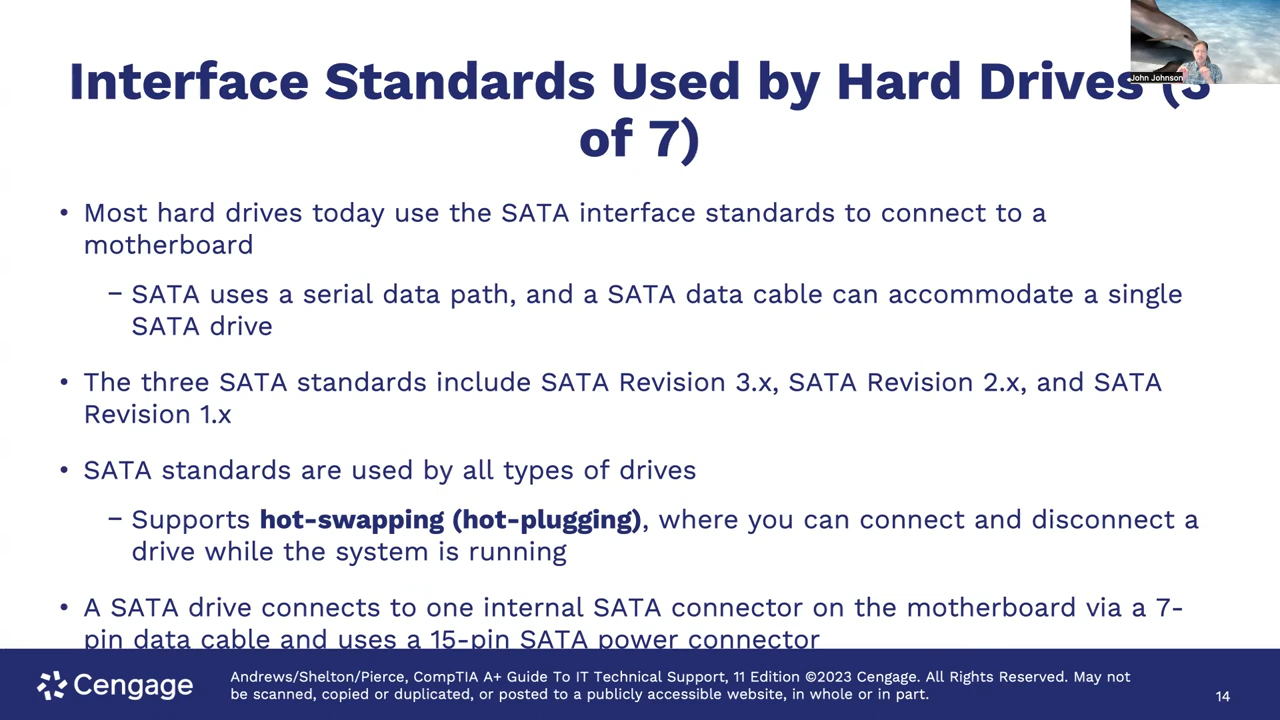 John Johnson
Interface Standards Used by Hard Drives (3
of 7)
• Most hard drives today use the SATA interface standards to connect to a
motherboard
– SATA uses a serial data path, and a SATA data cable can accommodate a single
SATA drive
• The three SATA standards include SATA Revision 3.x, SATA Revision 2.x, and SATA
Revision 1.x
• SATA standards are used by all types of drives
– Supports hot-swapping (hot-plugging), where you can connect and disconnect a
drive while the system is running
• A SATA drive connects to one internal SATA connector on the motherboard via a 7-
pin data cable and uses a 15-pin SATA power connector
Cengage
Andrews/Shelton/Pierce, CompTIA A+ Guide To IT Technical Support, 11 Edition ©2023 Cengage. All Rights Reserved. May not
be scanned, copied or duplicated, or posted to a publicly accessible website, in whole or in part.
14